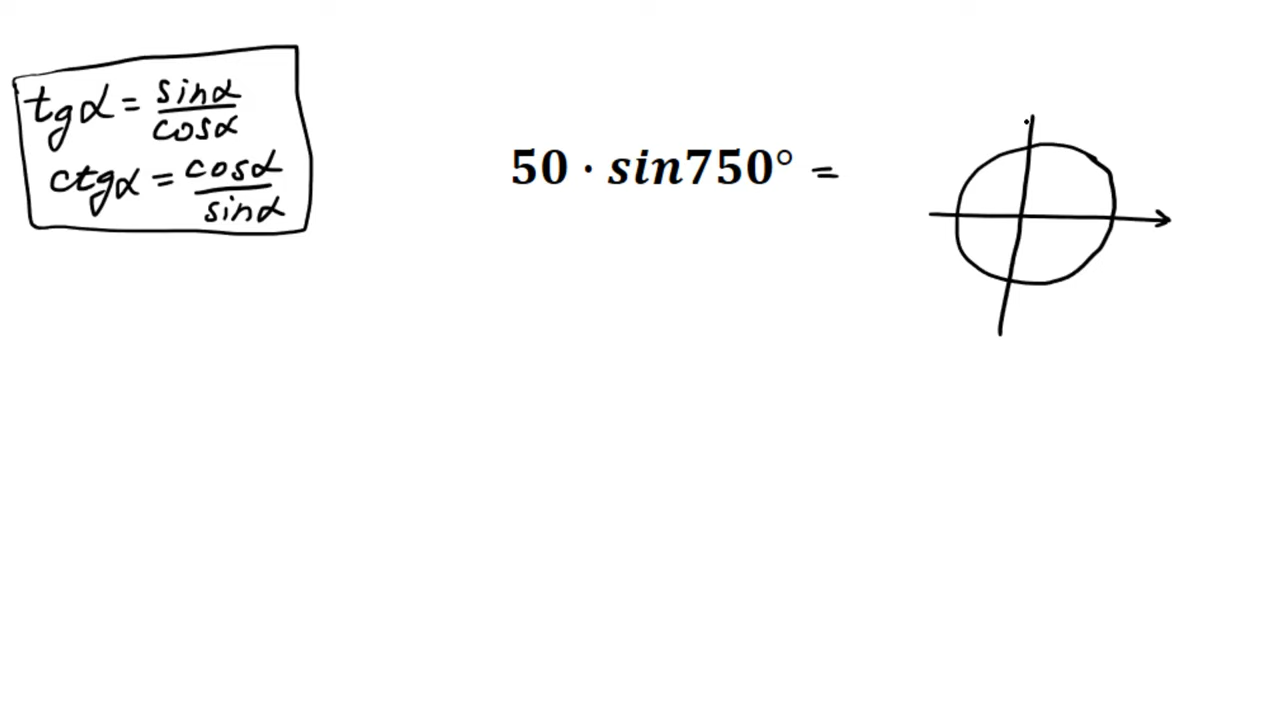 tgα = sinα/cosα
ctgα = cosα/sinα
50 · sin750° =